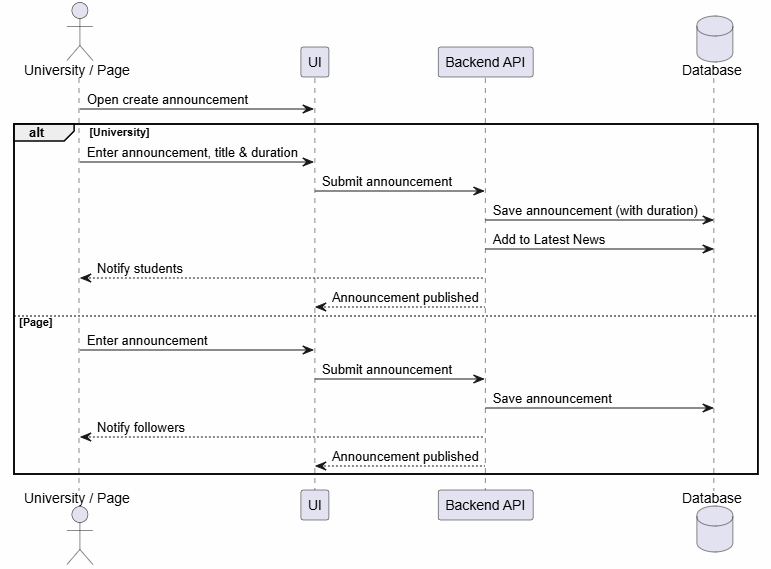 University / Page
UI
Backend API
Database
Open create announcement
alt
[University]
Enter announcement, title & duration
Submit announcement
Save announcement (with duration)
Add to Latest News
Notify students
Announcement published
[Page]
Enter announcement
Submit announcement
Save announcement
Notify followers
Announcement published
University / Page
UI
Backend API
Database